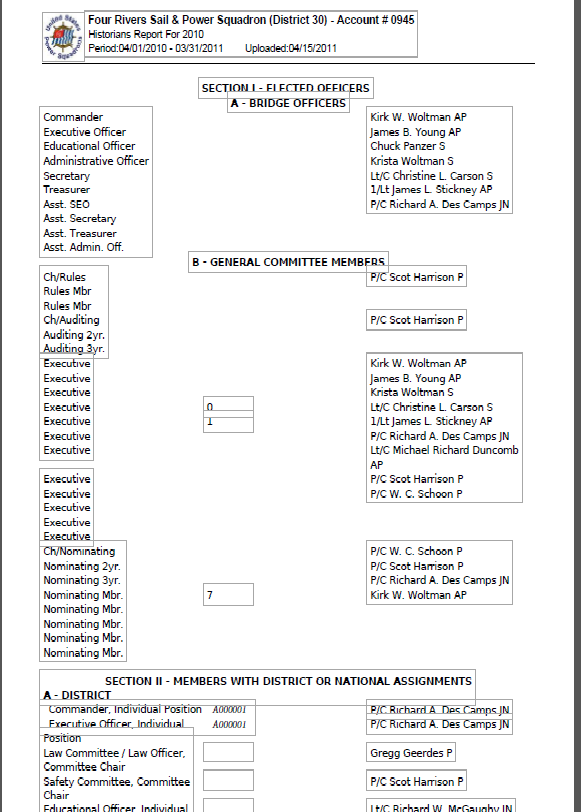 Four Rivers Sail & Power Squadron (District 30) - Account # 0945
Historians Report For 2010
Period:04/01/2010 - 03/31/2011 Uploaded:04/15/2011
United States Power Squadrons
SECTION I - ELECTED OFFICERS
A - BRIDGE OFFICERS
Commander Kirk W. Woltman AP
Executive Officer James B. Young AP
Educational Officer Chuck Panzer S
Administrative Officer Krista Woltman S
Secretary Lt/C Christine L. Carson S
Treasurer 1/Lt James L. Stickney AP
Asst. SEO P/C Richard A. Des Camps JN
Asst. Secretary
Asst. Treasurer
Asst. Admin. Off.
B - GENERAL COMMITTEE MEMBERS
Ch/Rules P/C Scot Harrison P
Rules Mbr
Rules Mbr
Ch/Auditing P/C Scot Harrison P
Auditing 2yr.
Auditing 3yr.
Executive Kirk W. Woltman AP
Executive James B. Young AP
Executive Krista Woltman S
Executive 0 Lt/C Christine L. Carson S
Executive 1 1/Lt James L. Stickney AP
Executive P/C Richard A. Des Camps JN
Executive Lt/C Michael Richard Duncomb
AP
Executive P/C Scot Harrison P
Executive P/C W. C. Schoon P
Executive
Executive
Executive
Ch/Nominating P/C W. C. Schoon P
Nominating 2yr. P/C Scot Harrison P
Nominating 3yr. P/C Richard A. Des Camps JN
Nominating Mbr. 7 Kirk W. Woltman AP
Nominating Mbr.
Nominating Mbr.
Nominating Mbr.
Nominating Mbr.
SECTION II - MEMBERS WITH DISTRICT OR NATIONAL ASSIGNMENTS
A - DISTRICT
Commander, Individual Position A000001 P/C Richard A. Des Camps JN
Executive Officer, Individual A000001 P/C Richard A. Des Camps JN
Position
Law Committee / Law Officer, Gregg Geerdes P
Committee Chair
Safety Committee, Committee P/C Scot Harrison P
Chair
Educational Officer, Individual Lt/C Richard W. McGaughy JN